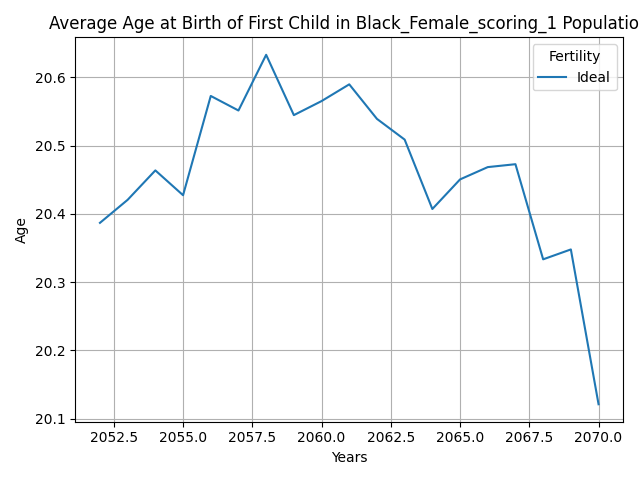 Average Age at Birth of First Child in Black_Female_scoring_1 Populatio
Fertility
Ideal
Age
20.6
20.5
20.4
20.3
20.2
20.1
2052.5 2055.0 2057.5 2060.0 2062.5 2065.0 2067.5 2070.0
Years